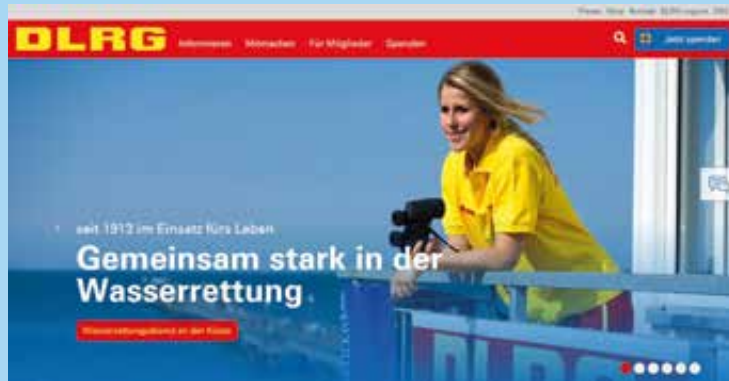 DLRG
Informieren Mitmachen Für Mitglieder Spenden
Jetzt spenden
seit 1913 im Einsatz fürs Leben
Gemeinsam stark in der
Wasserrettung
Wasserrettungsdienst an der Küste
DLRG